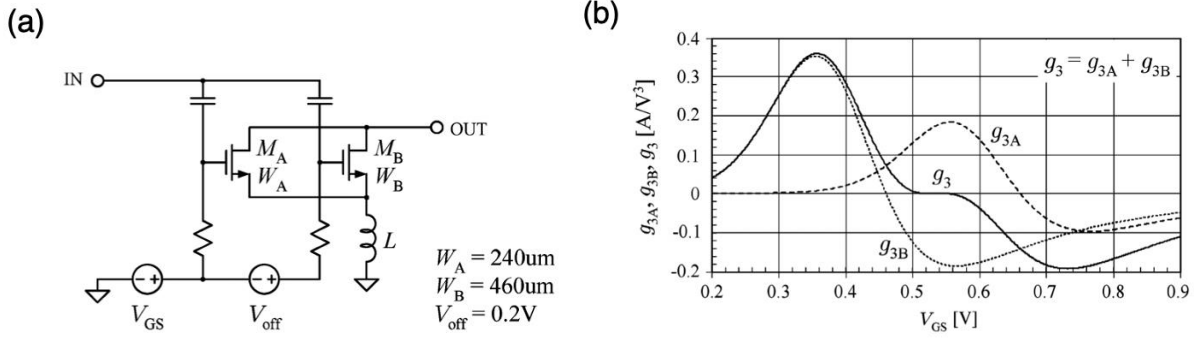 (a)
IN
OUT
M_A
W_A
M_B
W_B
L
V_GS
V_off
W_A = 240um
W_B = 460um
V_off = 0.2V
(b)
g_3A, g_3B, g_3 [A/V³]
0.4
0.3
0.2
0.1
0
-0.1
-0.2
g_3 = g_3A + g_3B
g_3A
g_3
g_3B
0.2 0.3 0.4 0.5 0.6 0.7 0.8 0.9
V_GS [V]